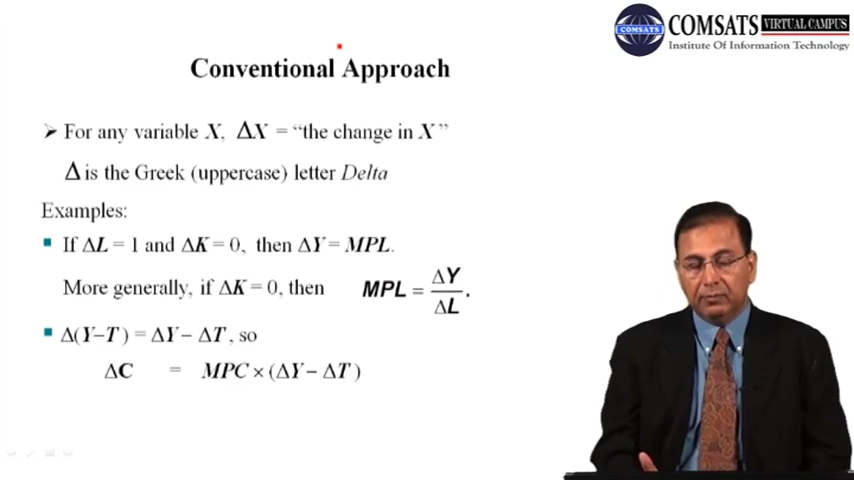 COMSATS VIRTUAL CAMPUS
COMSATS
Institute Of Information Technology
Conventional Approach
➤ For any variable X, ΔX = “the change in X”
Δ is the Greek (uppercase) letter Delta
Examples:
▪ If ΔL = 1 and ΔK = 0, then ΔY = MPL.
More generally, if ΔK = 0, then MPL = ΔY/ΔL.
▪ Δ(Y−T) = ΔY − ΔT, so
ΔC = MPC × (ΔY − ΔT)